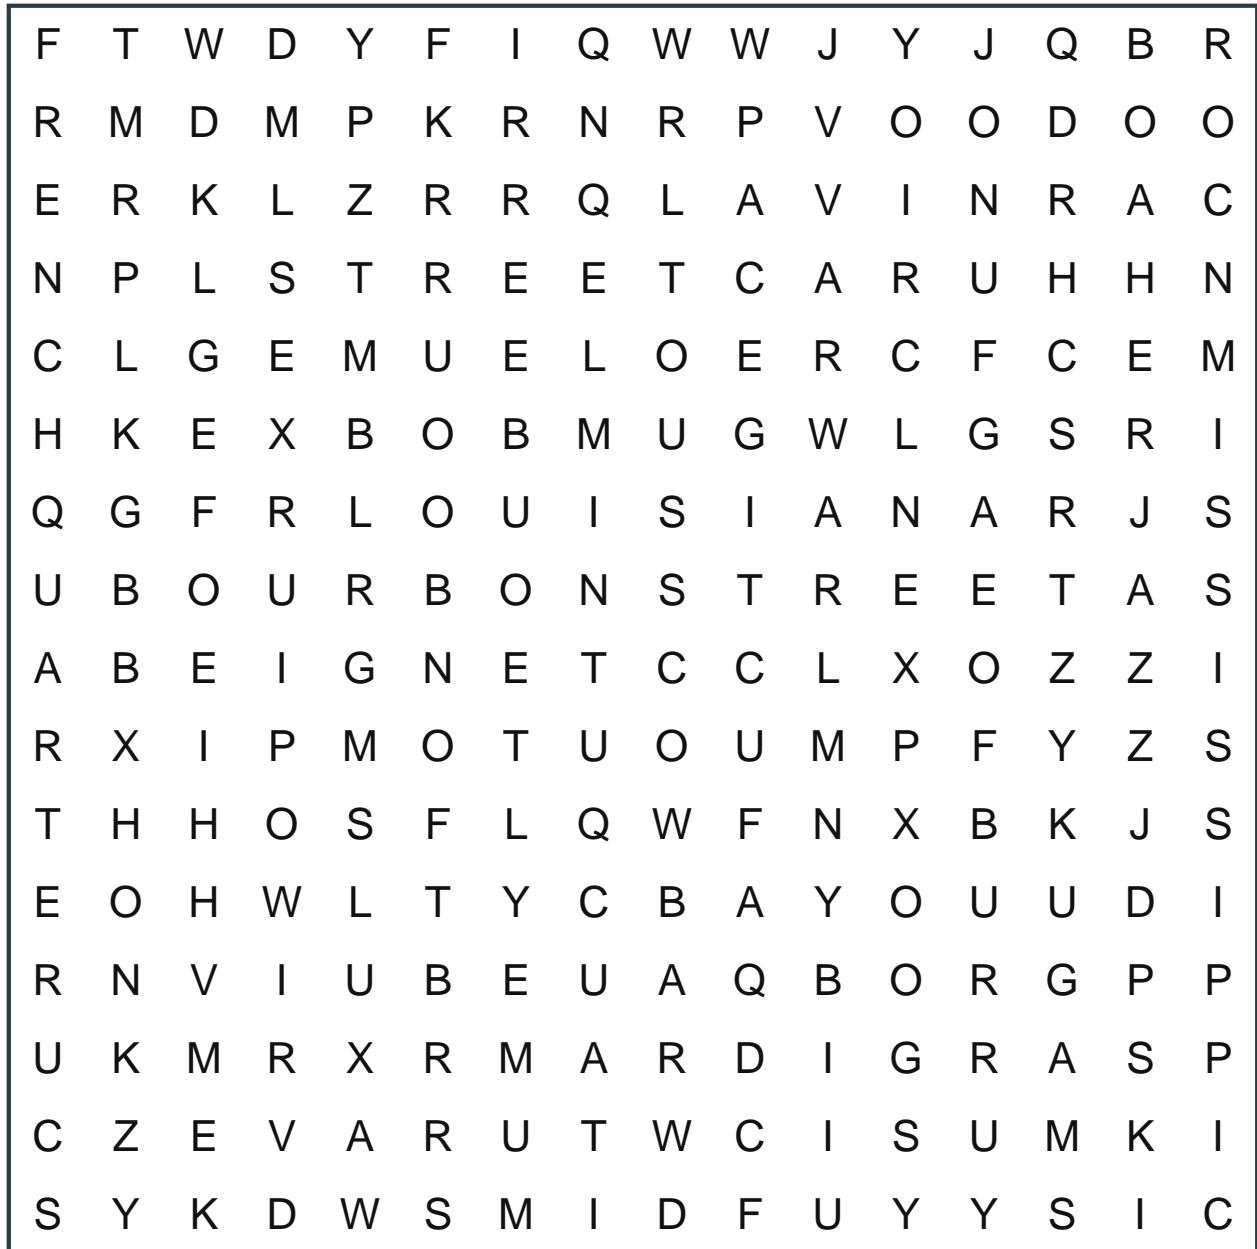 F T W D Y F I Q W W J Y J Q B R
R M D M P K R N R P V O O D O O
E R K L Z R R Q L A V I N R A C
N P L S T R E E T C A R U H H N
C L G E M U E L O E R C F C E M
H K E X B O B M U G W L G S R I
Q G F R L O U I S I A N A R J S
U B O U R B O N S T R E E T A S
A B E I G N E T C C L X O Z Z I
R X I P M O T U O U M P F Y Z S
T H H O S F L Q W F N X B K J S
E O H W L T Y C B A Y O U U D I
R N V I U B E U A Q B O R G P P
U K M R X R M A R D I G R A S P
C Z E V A R U T W C I S U M K I
S Y K D W S M I D F U Y Y S I C